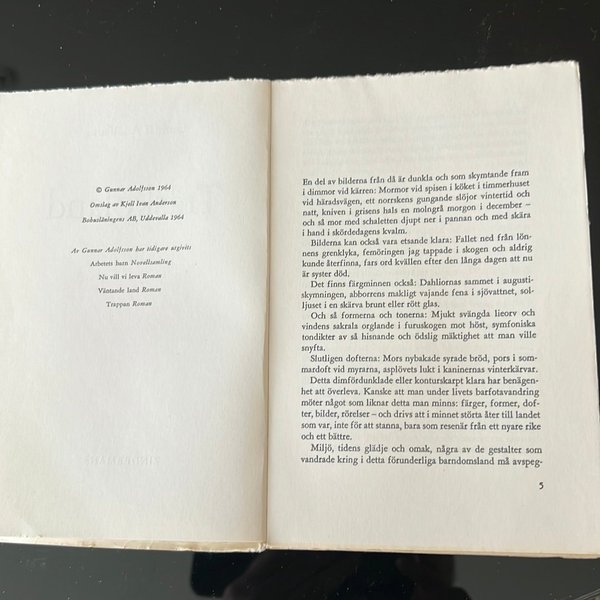 © Gunnar Adolfsson 1964
Omslag av Kjell Ivan Anderson
Bohusläningens AB, Uddevalla 1964
Av Gunnar Adolfsson har tidigare utgivits
Arbetets barn Novellsamling
Nu vill vi leva Roman
Väntande land Roman
Trappan Roman
En del av bilderna från då är dunkla och som skymtande fram
i dimmor vid kärren: Mormor vid spisen i köket i timmerhuset
vid häradsvägen, ett norrskens gungande slöjor vintertid och
natt, kniven i grisens hals en molngrå morgon i december –
och så mor med schaletten djupt ner i pannan och med skära
i hand i skördedagens kvalm.
Bilderna kan också vara etsande klara: Fallet ned från lön-
nens grenklyka, femöringen jag tappade i skogen och aldrig
kunde återfinna, fars ord kvällen efter den långa dagen att nu
är syster död.
Det finns färgminnen också: Dahliornas sammet i augusti-
skymningen, abborrens makligt vajande fena i sjövattnet, sol-
ljuset i en skärva brunt eller rött glas.
Och så formerna och tonerna: Mjukt svängda lieorv och
vindens sakrala orglande i furuskogen mot höst, symfoniska
tondikter av så hisnande och ödslig mäktighet att man ville
snyfta.
Slutligen dofterna: Mors nybakade syrade bröd, pors i som-
mardoft vid myrarna, asplövets lukt i kaninernas vinterkärvar.
Detta dimfördunklade eller konturskarpt klara har benägen-
het att överleva. Kanske att man under livets barfotavandring
möter något som liknar detta man minns: färger, former, dof-
ter, bilder, rörelser – och drivs att i minnet störta åter till landet
som var, inte för att stanna, bara som resenär från ett nyare rike
och ett bättre.
Miljö, tidens glädje och omak, några av de gestalter som
vandrade kring i detta förunderliga barndomsland må avspeg-
5